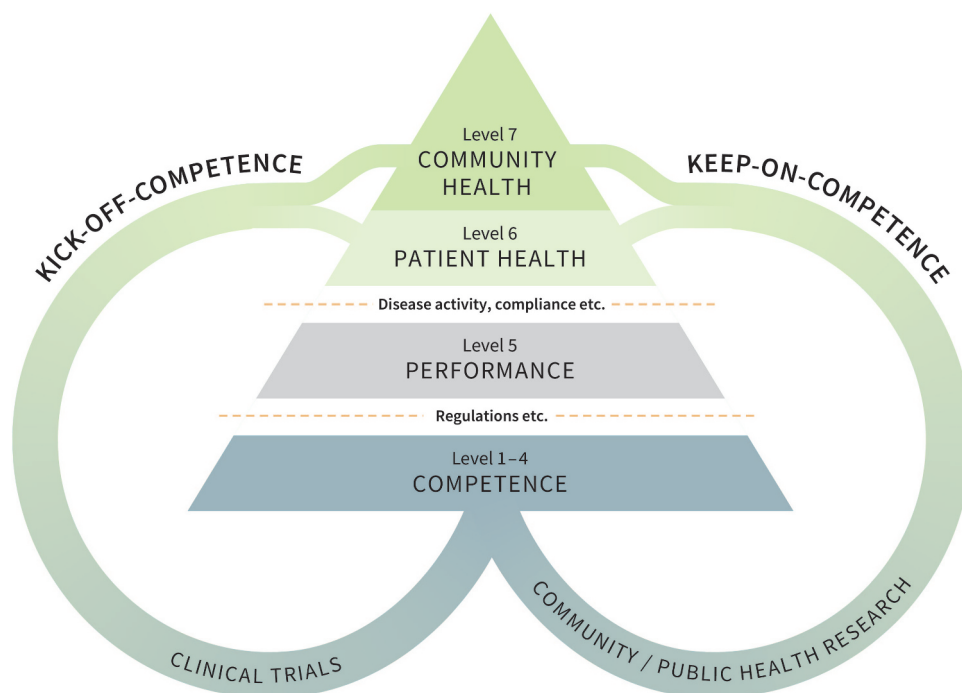 Level 7
COMMUNITY
HEALTH
KICK-OFF-COMPETENCE
KEEP-ON-COMPETENCE
Level 6
PATIENT HEALTH
Disease activity, compliance etc.
Level 5
PERFORMANCE
Regulations etc.
Level 1–4
COMPETENCE
CLINICAL TRIALS
COMMUNITY / PUBLIC HEALTH RESEARCH